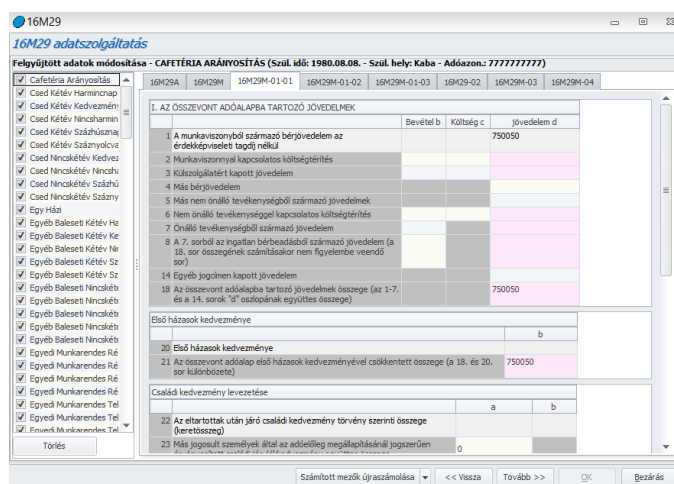 16M29
16M29 adatszolgáltatás
Felgyűjtött adatok módosítása - CAFETÉRIA ARÁNYOSÍTÁS (Szül. idő: 1980.08.08. - Szül. hely: Kaba - Adóazon.: 7777777777)
Cafetéria Arányosítás
Csed Kétév Harmincnap
Csed Kétév Kedvezmén
Csed Kétév Nincsharmin
Csed Kétév Százhúszna
Csed Kétév Száznyolcva
Csed Nincskétév Kedvez
Csed Nincskétév Nincsha
Csed Nincskétév Százhú
Csed Nincskétév Százny
Egy Házi
Egyéb Baleseti Kétév Ha
Egyéb Baleseti Kétév Ke
Egyéb Baleseti Kétév Nir
Egyéb Baleseti Kétév Sz
Egyéb Baleseti Kétév Sz
Egyéb Baleseti Nincskéte
Egyéb Baleseti Nincskéte
Egyéb Baleseti Nincskéte
Egyéb Baleseti Nincskéte
Egyéb Baleseti Nincskéte
Egyedi Munkarendes Ré
Egyedi Munkarendes Ré
Egyedi Munkarendes Ré
Egyedi Munkarendes Ré
Egyedi Munkarendes Tel
Egyedi Munkarendes Tel
Egyedi Munkarendes Tel
Törlés
16M29A 16M29M 16M29M-01-01 16M29M-01-02 16M29M-01-03 16M29-02 16M29M-03 16M29M-04
I. AZ ÖSSZEVONT ADÓALAPBA TARTOZÓ JÖVEDELMEK
Bevétel b Költség c jövedelem d
1 A munkaviszonyból származó bérjövedelem az 750050
érdekképviseleti tagdíj nélkül
2 Munkaviszonnyal kapcsolatos költségtérítés
3 Külszolgálatért kapott jövedelem
4 Más bérjövedelem
5 Más nem önálló tevékenységből származó jövedelmek
6 Nem önálló tevékenységgel kapcsolatos költségtérítés
7 Önálló tevékenységből származó jövedelem
8 A 7. sorból az ingatlan bérbeadásból származó jövedelem (a
18. sor összegének számításakor nem figyelembe veendő
sor)
14 Egyéb jogcímen kapott jövedelem
18 Az összevont adóalapba tartozó jövedelmek összege (az 1-7. 750050
és a 14. sorok "d" oszlopának együttes összege)
Első házasok kedvezménye
b
20 Első házasok kedvezménye
21 Az összevont adóalap első házasok kedvezményével csökkentett összege (a 18. és 20. 750050
sor különbözete)
Családi kedvezmény levezetése
a b
22 Az eltartottak után járó családi kedvezmény törvény szerinti összege
(keretösszeg)
23 Más jogosult személyek által az adóelőleg megállapításánál jogszerűen 0
Számított mezők újraszámolása << Vissza Tovább >> OK Bezárás